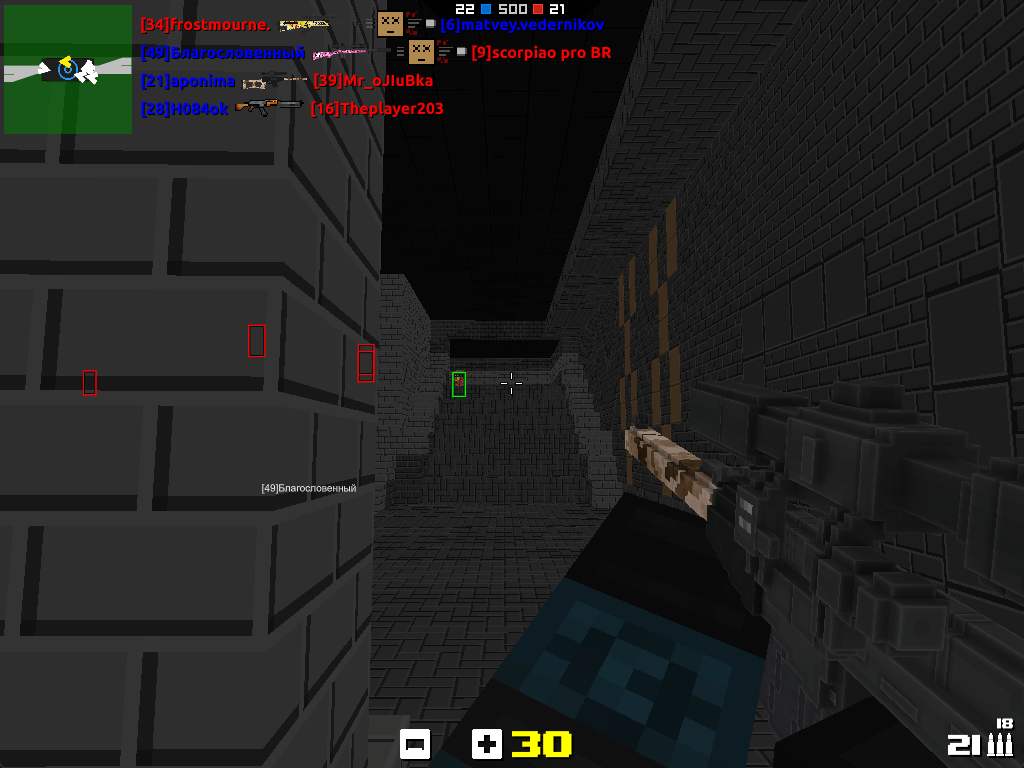 22 500 21
[34]frostmourne. [6]matvey.vedernikov
[49]Благословенный [9]scorpiao pro BR
[21]aponima [39]Mr_oJIuBka
[28]H084ok [16]Theplayer203
[49]Благословенный
18
30 21